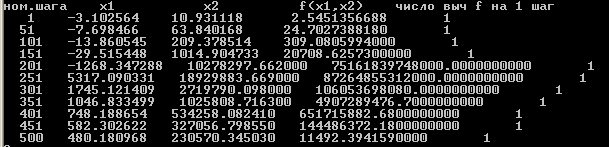 ном.шага x1 x2 f(x1,x2) число выч f на 1 шаг
1 -3.102564 10.931118 2.5451356688 1
51 -7.698466 63.840168 24.7027388180 1
101 -13.860545 209.378514 309.0805994000 1
151 -29.515448 1014.904733 20708.6257300000 1
201 -1268.347288 10278297.662000 75161839748000.0000000000 1
251 5317.090331 18929883.669000 872648553120000.0000000000 1
301 1745.121409 2719790.098000 106053698080.0000000000 1
351 1046.833499 1025808.716300 4907289476.7000000000 1
401 748.188654 534258.082410 651715882.6800000000 1
451 582.302622 327056.798550 144486372.1800000000 1
500 480.180968 230570.345030 11492.3941590000 1